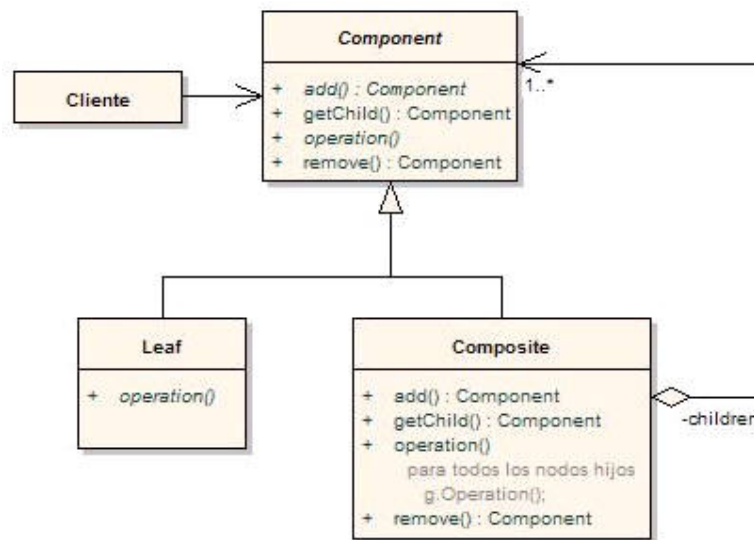 Component
+ add() : Component
+ getChild() : Component
+ operation()
+ remove() : Component
Cliente
1..*
Leaf
+ operation()
Composite
+ add() : Component
+ getChild() : Component
+ operation()
para todos los nodos hijos
g.Operation();
+ remove() : Component
-children